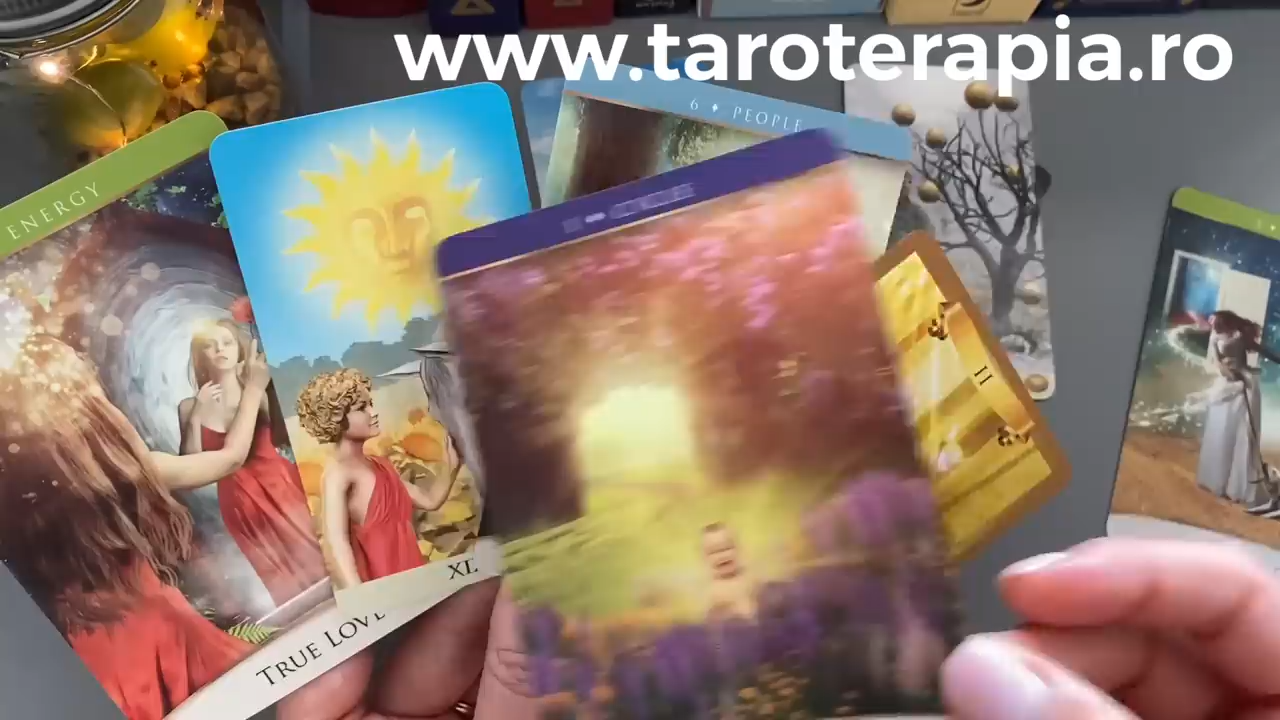 www.taroterapia.ro
6 ♦ PEOPLE
ENERGY
II
XL
TRUE LOVE